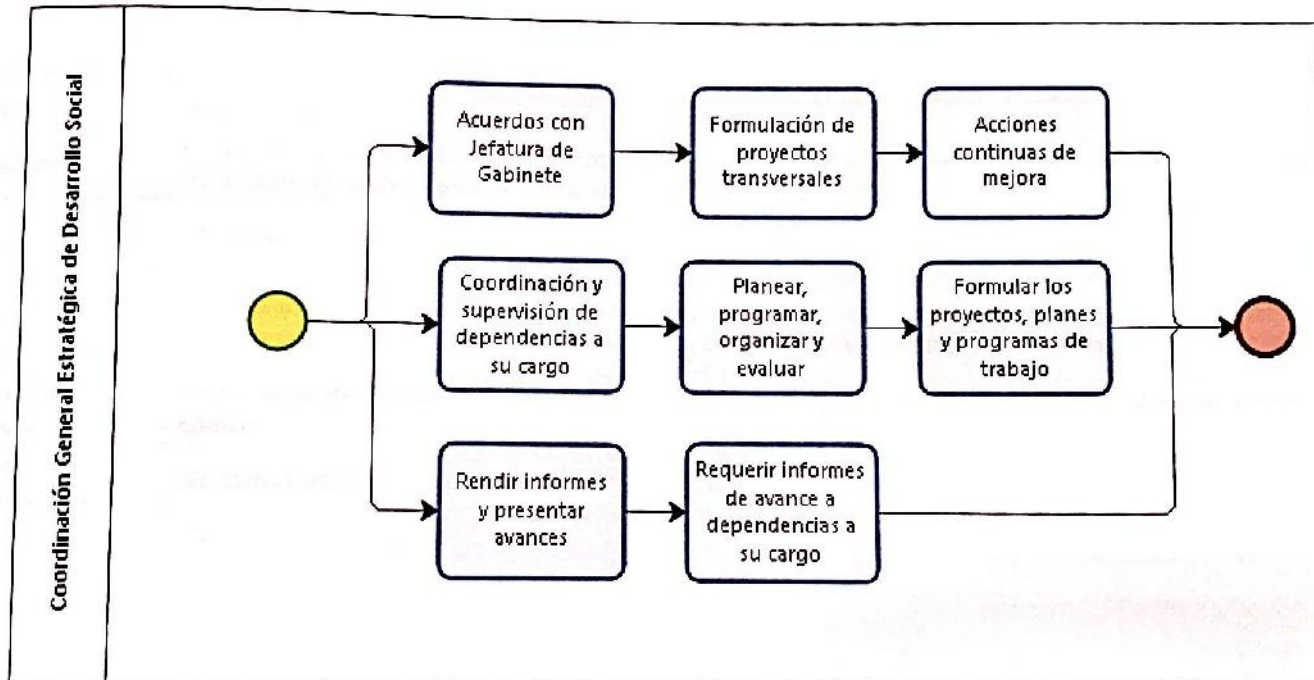 Coordinación General Estratégica de Desarrollo Social
Acuerdos con
Jefatura de
Gabinete
Formulación de
proyectos
transversales
Acciones
continuas de
mejora
Coordinación y
supervisión de
dependencias a
su cargo
Planear,
programar,
organizar y
evaluar
Formular los
proyectos, planes
y programas de
trabajo
Rendir informes
y presentar
avances
Requerir informes
de avance a
dependencias a
su cargo